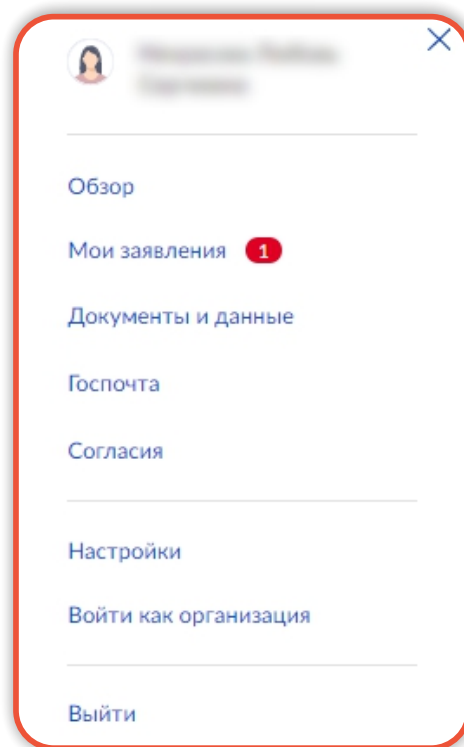 Обзор
Мои заявления 1
Документы и данные
Госпочта
Согласия
Настройки
Войти как организация
Выйти